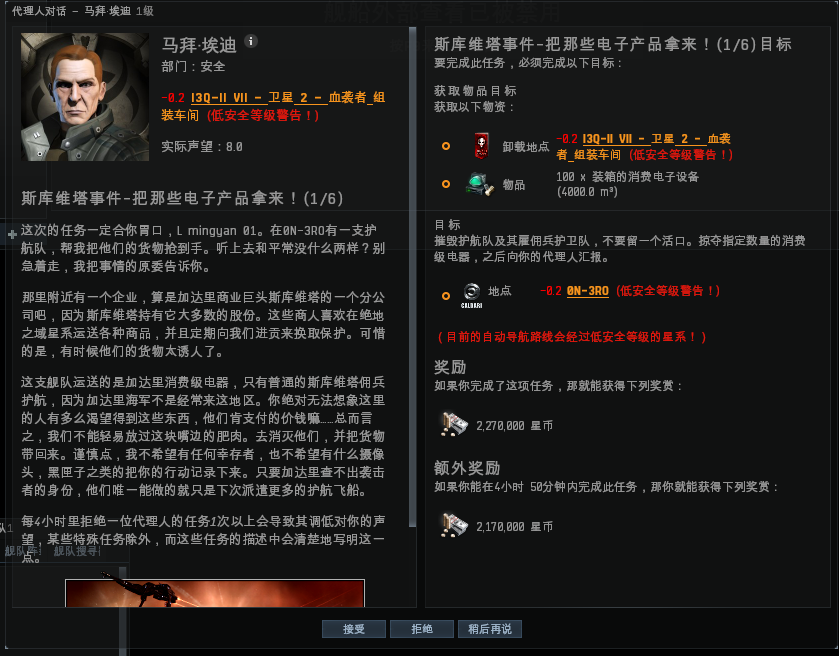 代理人对话 - 马拜·埃迪 1级
马拜·埃迪
部门：安全
-0.2 I3Q-II VII - 卫星 2 - 血袭者_组
装车间 (低安全等级警告！)
实际声望：8.0
斯库维塔事件-把那些电子产品拿来！(1/6)
这次的任务一定合你胃口，L mingyan 01。在0N-3RO有一支护
航队，帮我把他们的货物抢到手。听上去和平常没什么两样？别
急着走，我把事情的原委告诉你。
那里附近有一个企业，算是加达里商业巨头斯库维塔的一个分公
司吧，因为斯库维塔持有它大多数的股份。这些商人喜欢在绝地
之域星系运送各种商品，并且定期向我们进贡来换取保护。可惜
的是，有时候他们的货物太诱人了。
这支舰队运送的是加达里消费级电器，只有普通的斯库维塔佣兵
护航，因为加达里海军不是经常来这地区。你绝对无法想象这里
的人有多么渴望得到这些东西，他们肯支付的价钱嘛……总而言
之，我们不能轻易放过这块嘴边的肥肉。去消灭他们，并把货物
带回来。谨慎点，我不希望有任何幸存者，也不希望有什么摄像
头，黑匣子之类的把你的行动记录下来。只要加达里查不出袭击
者的身份，他们唯一能做的就只是下次派遣更多的护航飞船。
每4小时里拒绝一位代理人的任务1次以上会导致其调低对你的声
望，某些特殊任务除外，而这些任务的描述中会清楚地写明这一
点。
斯库维塔事件-把那些电子产品拿来！(1/6)目标
要完成此任务，必须完成以下目标：
获取物品目标
获取以下物资：
卸载地点
-0.2 I3Q-II VII - 卫星 2 - 血袭
者_组装车间 (低安全等级警告！)
物品
100 x 装箱的消费电子设备
(4000.0 m³)
目标
摧毁护航队及其雇佣兵护卫队，不要留一个活口。掠夺指定数量的消费
级电器，之后向你的代理人汇报。
CALDARI
地点
-0.2 0N-3RO (低安全等级警告！)
(目前的自动导航路线会经过低安全等级的星系！)
奖励
如果你完成了这项任务，那就能获得下列奖赏：
2,270,000 星币
额外奖励
如果你能在4小时 50分钟内完成此任务，那你就能获得下列奖赏：
2,170,000 星币
舰队搜寻
接受
拒绝
稍后再说